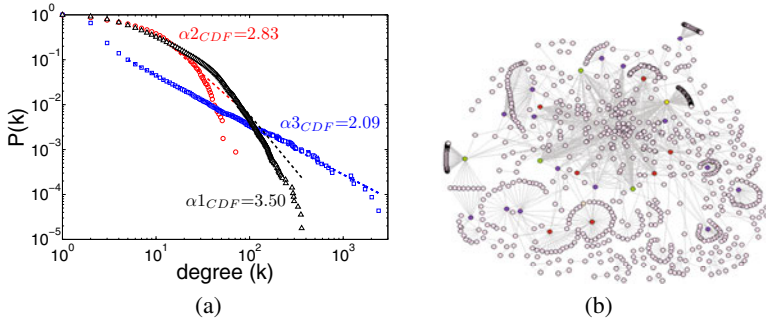 10^0
10^-1
10^-2
10^-3
10^-4
10^-5
P(k)
α2_CDF=2.83
α3_CDF=2.09
α1_CDF=3.50
10^0 10^1 10^2 10^3
degree (k)
(a) (b)